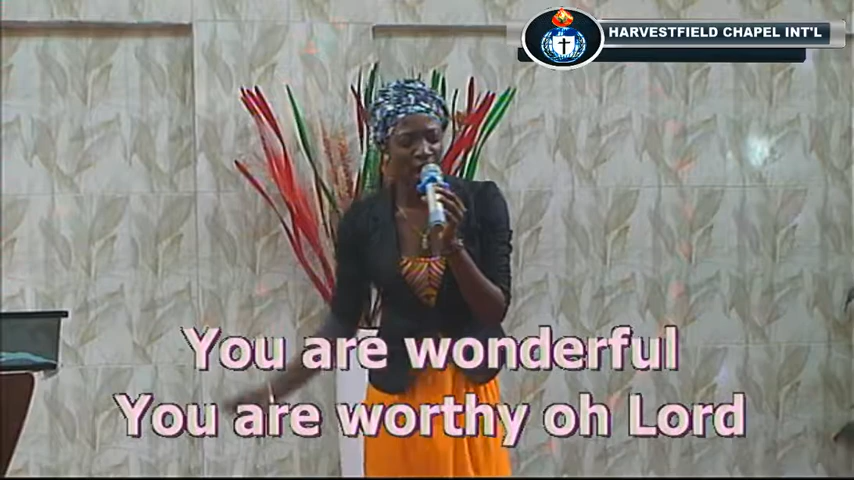 HARVESTFIELD CHAPEL INT'L
You are wonderful
You are worthy oh Lord